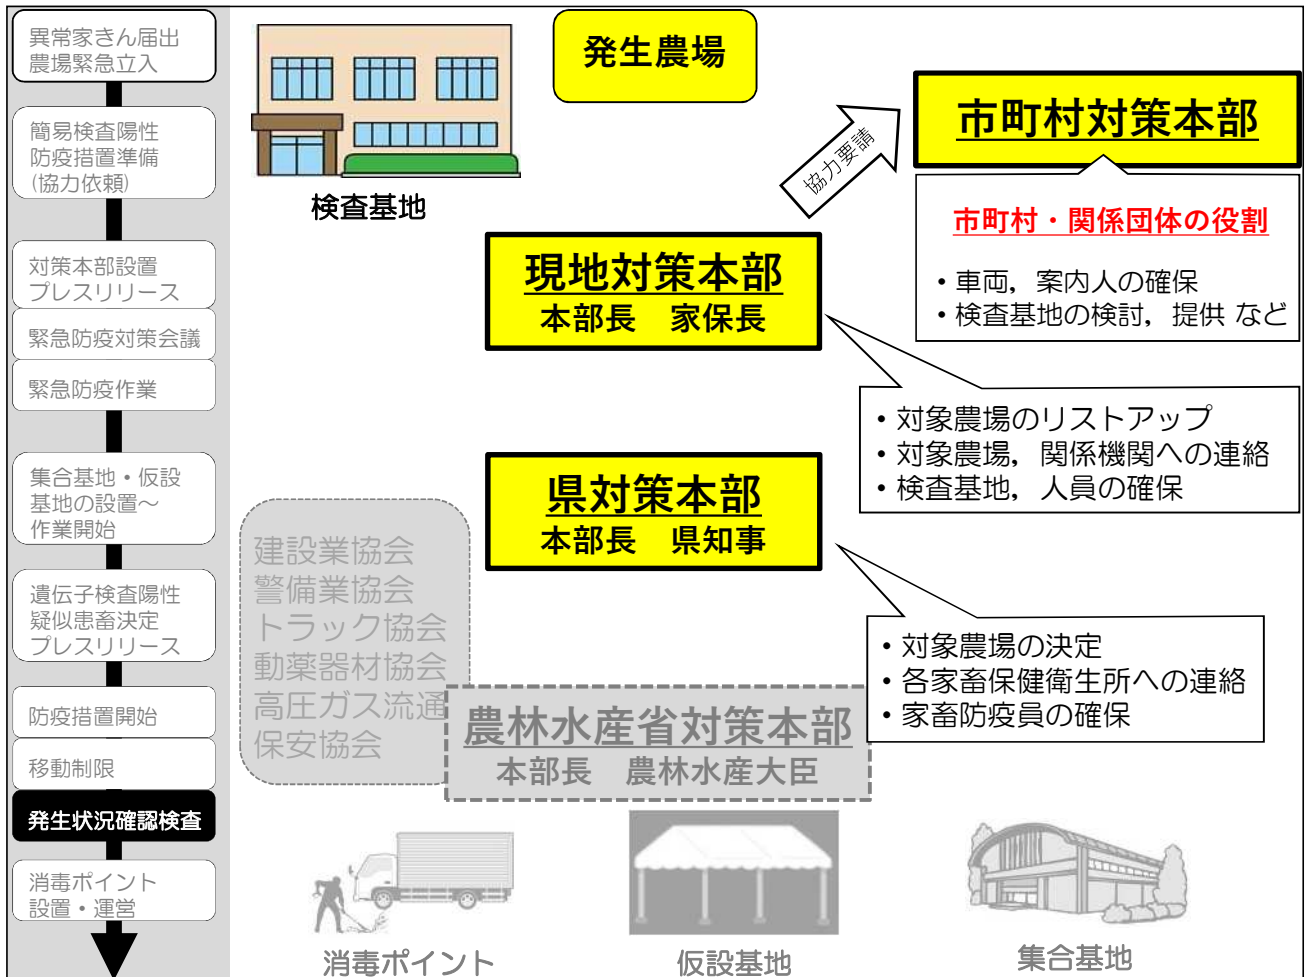 異常家きん届出
農場緊急立入
簡易検査陽性
防疫措置準備
(協力依頼)
対策本部設置
プレスリリース
緊急防疫対策会議
緊急防疫作業
集合基地・仮設
基地の設置～
作業開始
遺伝子検査陽性
疑似患畜決定
プレスリリース
防疫措置開始
移動制限
発生状況確認検査
消毒ポイント
設置・運営
検査基地
発生農場
協力要請
市町村対策本部
市町村・関係団体の役割
・車両，案内人の確保
・検査基地の検討，提供 など
現地対策本部
本部長　家保長
・対象農場のリストアップ
・対象農場，関係機関への連絡
・検査基地，人員の確保
県対策本部
本部長　県知事
・対象農場の決定
・各家畜保健衛生所への連絡
・家畜防疫員の確保
建設業協会
警備業協会
トラック協会
動薬器材協会
高圧ガス流通
保安協会
農林水産省対策本部
本部長　農林水産大臣
消毒ポイント
仮設基地
集合基地